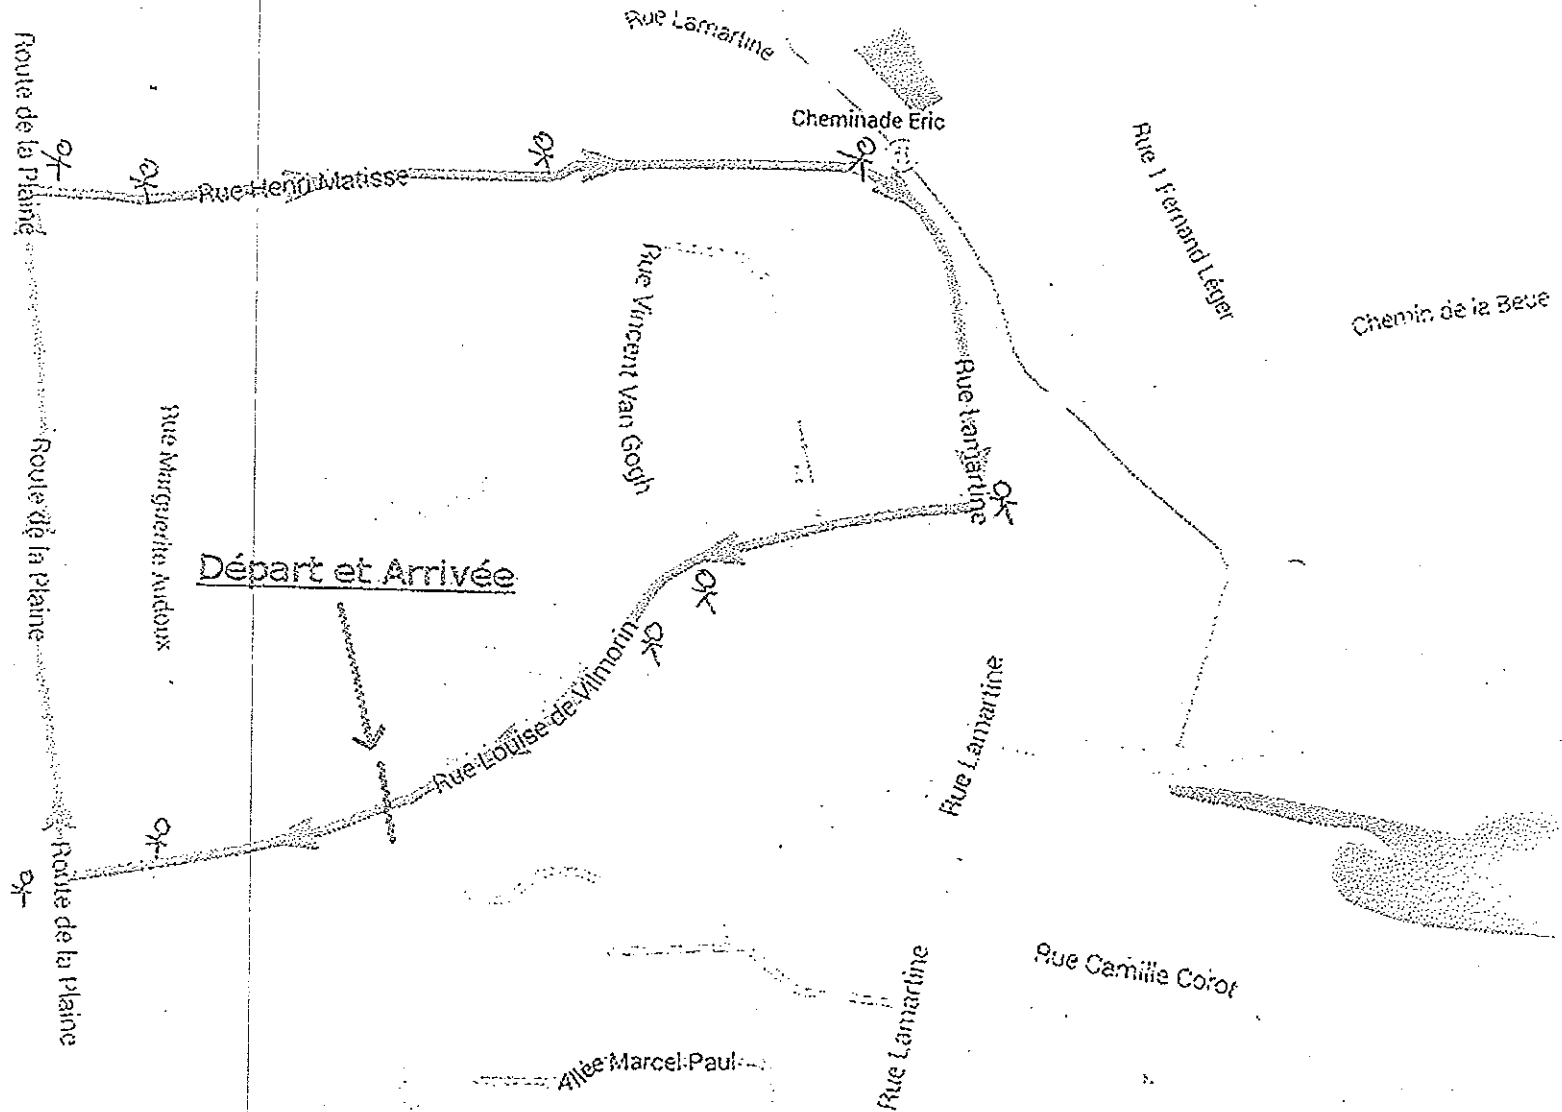 Rue Lamartine
Route de la Plaine
Cheminade Eric
Rue 1 Fernand Léger
Rue Henri Matisse
Rue Vincent Van Gogh
Chemin de la Beue
Rue Lamartine
Route de la Plaine
Rue Marguerite Audoux
Départ et Arrivée
Rue Louise de Vilmorin
Rue Lamartine
Route de la Plaine
Rue Lamartine
Rue Camille Corot
Allée Marcel Paul